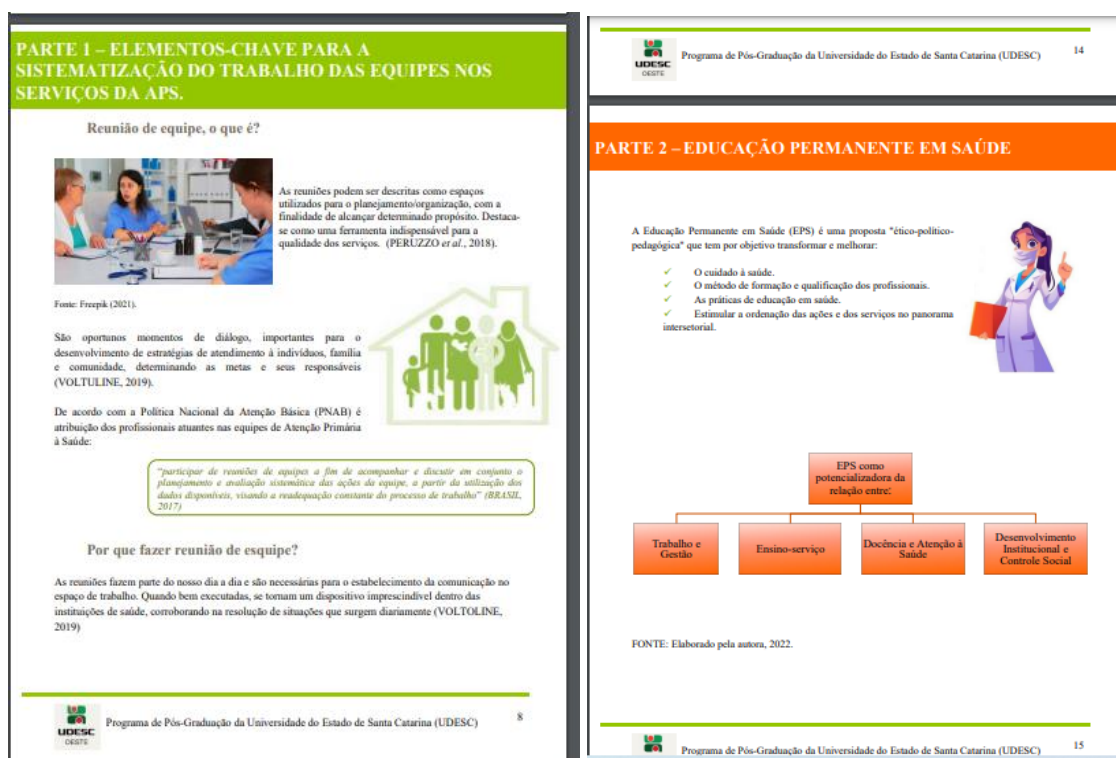 PARTE 1 – ELEMENTOS-CHAVE PARA A
SISTEMATIZAÇÃO DO TRABALHO DAS EQUIPES NOS
SERVIÇOS DA APS.
Reunião de equipe, o que é?
As reuniões podem ser descritas como espaços
utilizados para o planejamento/organização, com a
finalidade de alcançar determinado propósito. Destaca-
se como uma ferramenta indispensável para a
qualidade dos serviços. (PERUZZO et al., 2018).
Fonte: Freepik (2021).
São oportunos momentos de diálogo, importantes para o
desenvolvimento de estratégias de atendimento à indivíduos, família
e comunidade, determinando as metas e seus responsáveis
(VOLTULINE, 2019).
De acordo com a Política Nacional da Atenção Básica (PNAB) é
atribuição dos profissionais atuantes nas equipes de Atenção Primária
à Saúde:
"participar de reuniões de equipes a fim de acompanhar e discutir em conjunto o
planejamento e avaliação sistemática das ações da equipe, a partir da utilização dos
dados disponíveis, visando a readequação constante do processo de trabalho" (BRASIL,
2017)
Por que fazer reunião de esquipe?
As reuniões fazem parte do nosso dia a dia e são necessárias para o estabelecimento da comunicação no
espaço de trabalho. Quando bem executadas, se tornam um dispositivo imprescindível dentro das
instituições de saúde, corroborando na resolução de situações que surgem diariamente (VOLTOLINE,
2019)
UDESC
OESTE
Programa de Pós-Graduação da Universidade do Estado de Santa Catarina (UDESC)
8
UDESC
OESTE
Programa de Pós-Graduação da Universidade do Estado de Santa Catarina (UDESC)
14
PARTE 2 – EDUCAÇÃO PERMANENTE EM SAÚDE
A Educação Permanente em Saúde (EPS) é uma proposta "ético-político-
pedagógica" que tem por objetivo transformar e melhorar:
✓ O cuidado à saúde.
✓ O método de formação e qualificação dos profissionais.
✓ As práticas de educação em saúde.
✓ Estimular a ordenação das ações e dos serviços no panorama
intersetorial.
EPS como
potencializadora da
relação entre:
Trabalho e
Gestão
Ensino-serviço
Docência e Atenção à
Saúde
Desenvolvimento
Institucional e
Controle Social
FONTE: Elaborado pela autora, 2022.
Programa de Pós-Graduação da Universidade do Estado de Santa Catarina (UDESC)
15